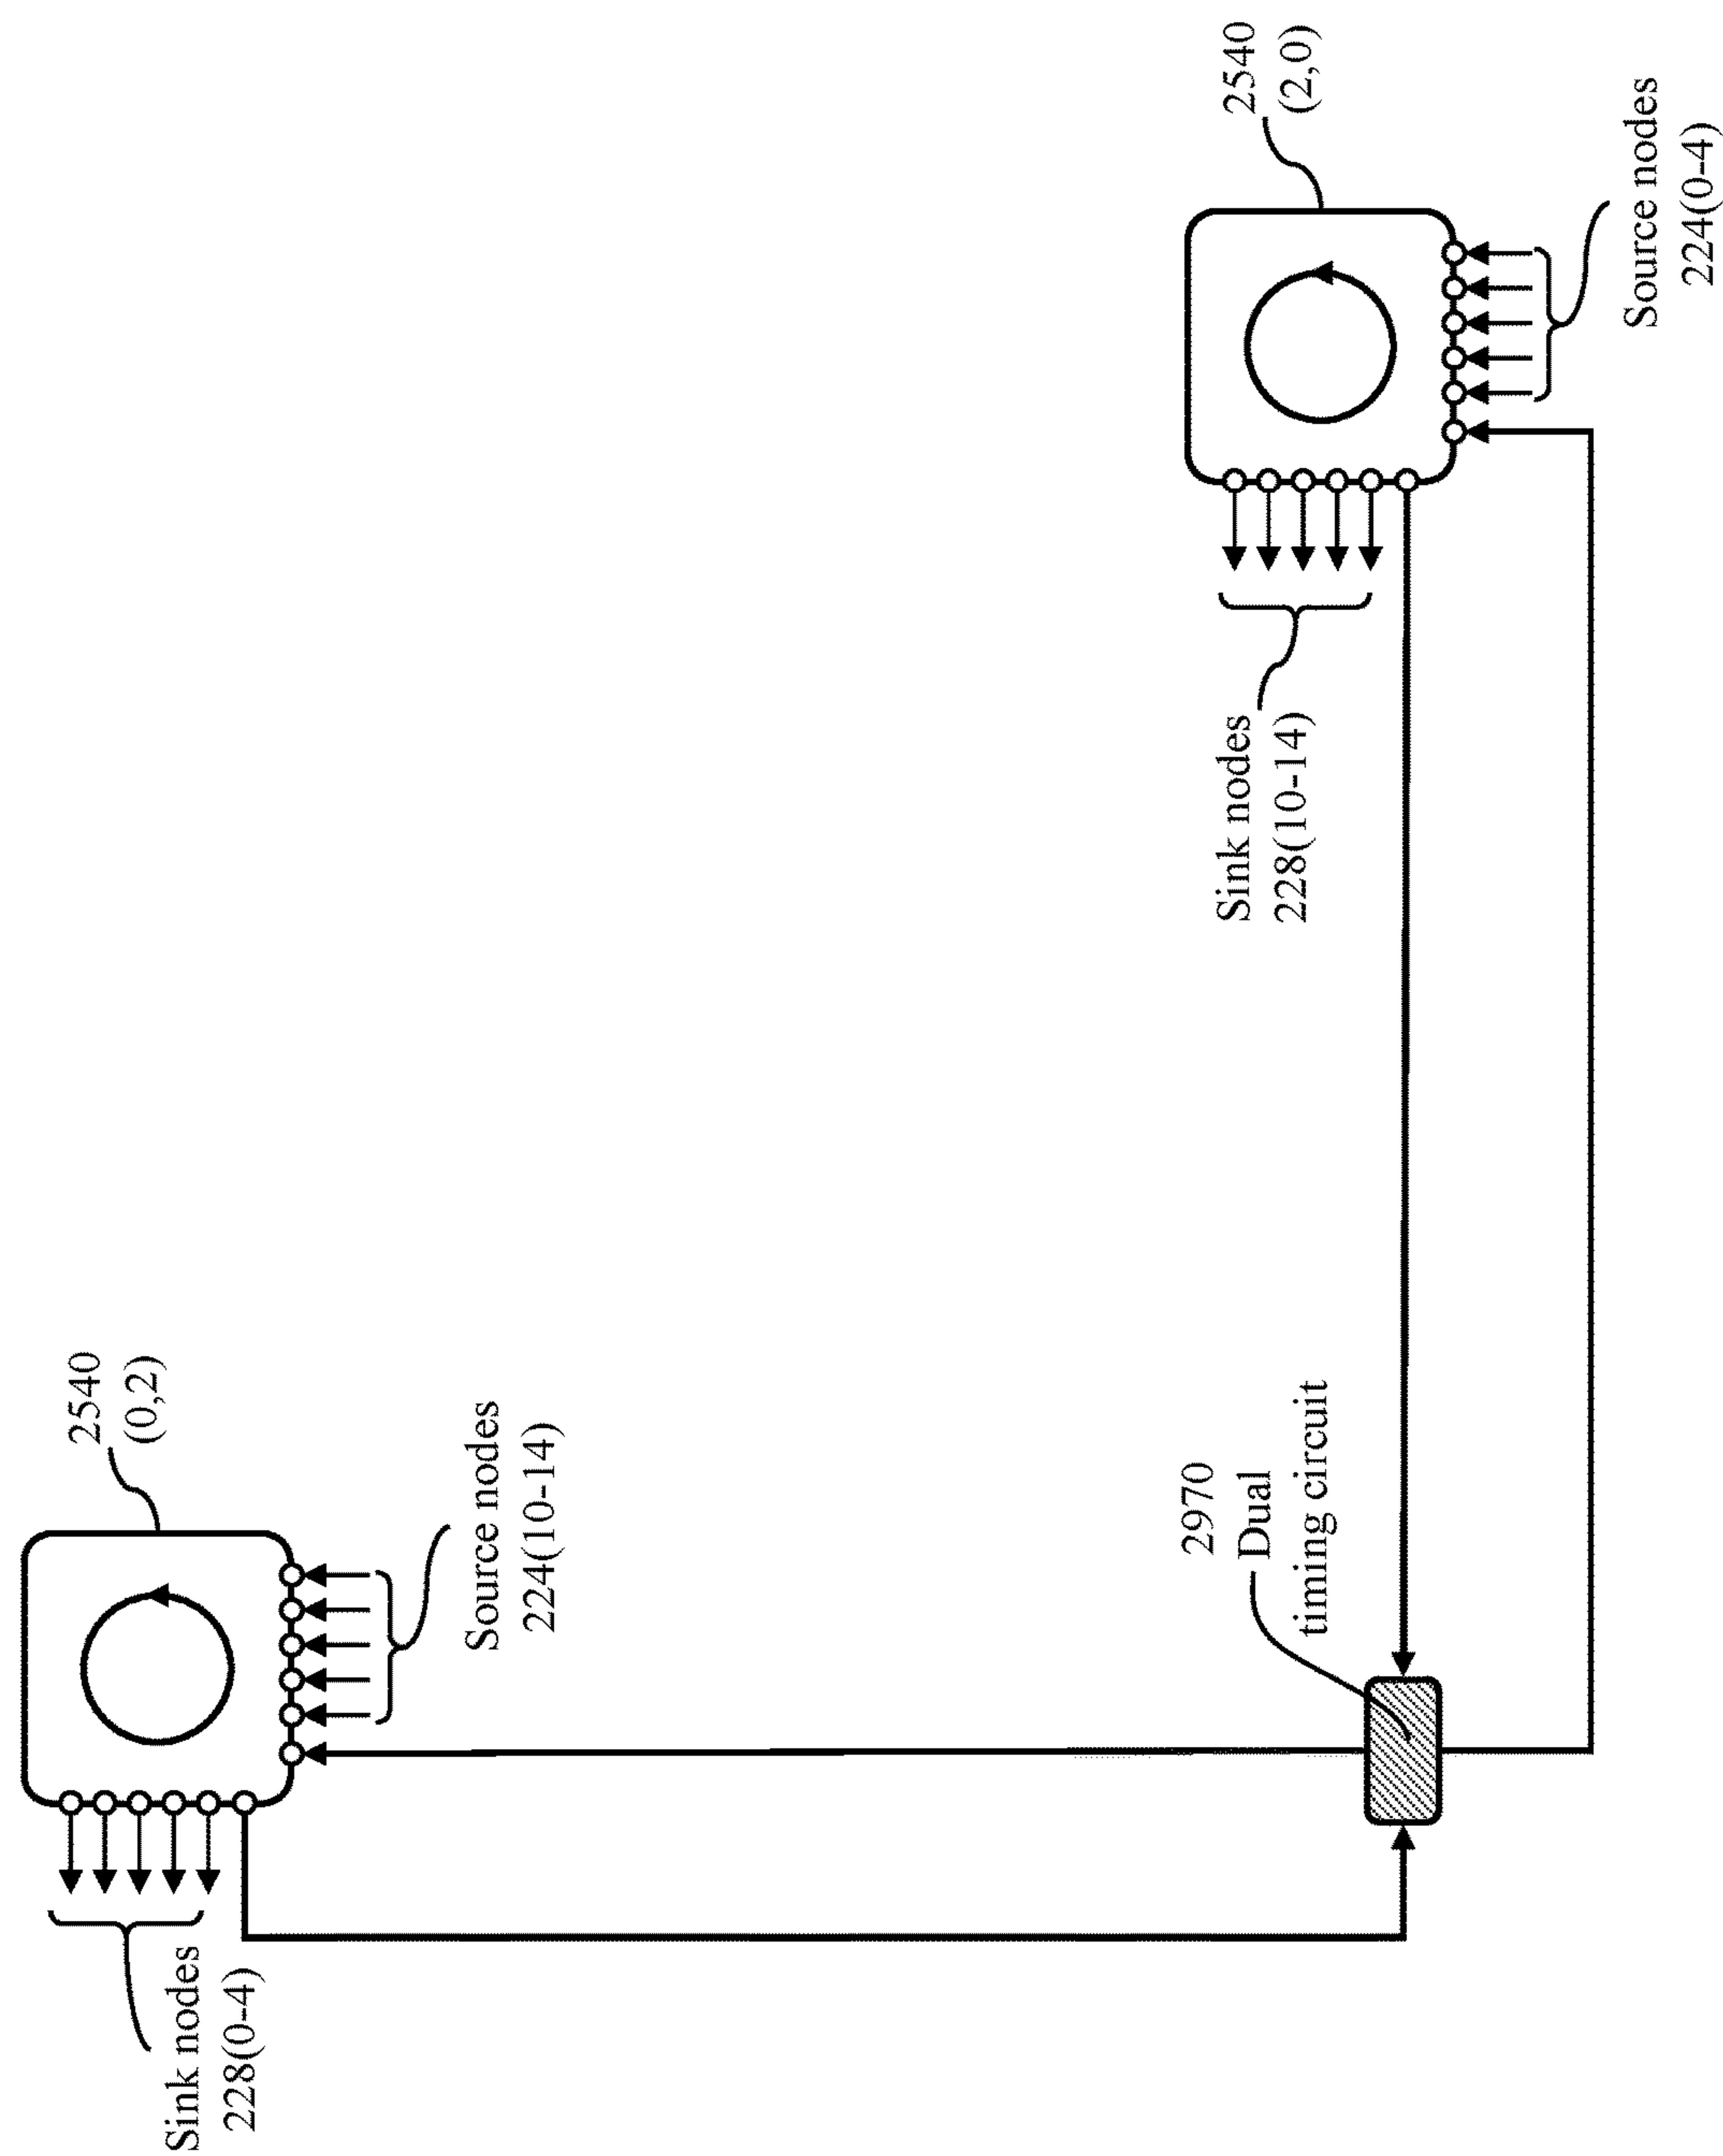 2540
(0,2)
Sink nodes
228(0-4)
Source nodes
224(10-14)
2970
Dual
timing circuit
2540
(2,0)
Sink nodes
228(10-14)
Source nodes
224(0-4)